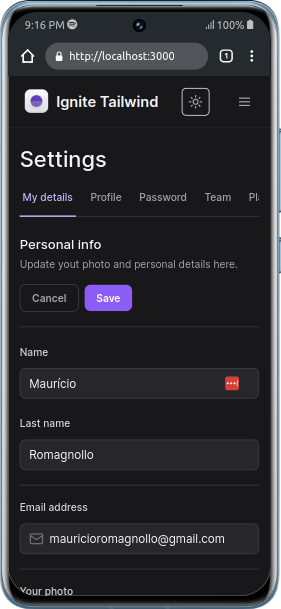 9:16 PM 100%
http://localhost:3000 1
Ignite Tailwind
Settings
My details Profile Password Team Pl
Personal info
Update yout photo and personal details here.
Cancel Save
Name
Maurício
Last name
Romagnollo
Email address
mauricioromagnollo@gmail.com
Your photo